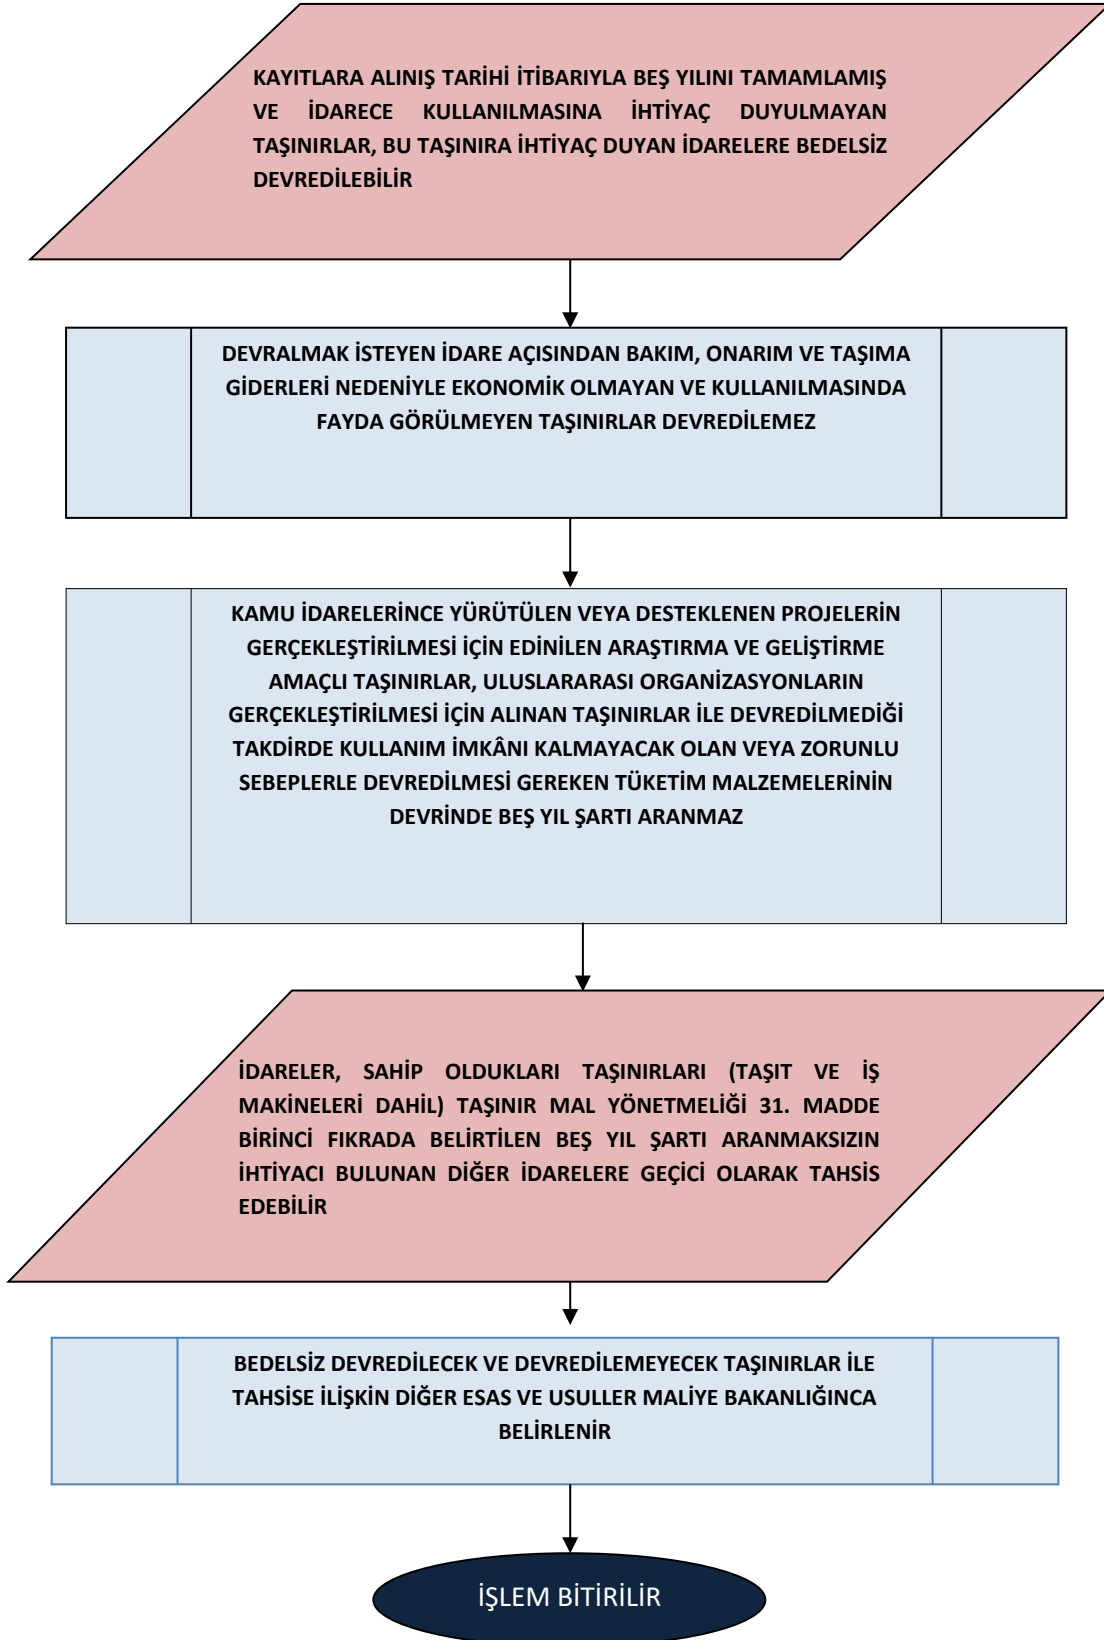 KAYITLARA ALINIŞ TARİHİ İTİBARIYLA BEŞ YILINI TAMAMLAMIŞ
VE İDARECE KULLANILMASINA İHTİYAÇ DUYULMAYAN
TAŞINIRLAR, BU TAŞINIRA İHTİYAÇ DUYAN İDARELERE BEDELSİZ
DEVREDİLEBİLİR
DEVRALMAK İSTEYEN İDARE AÇISINDAN BAKIM, ONARIM VE TAŞIMA
GİDERLERİ NEDENİYLE EKONOMİK OLMAYAN VE KULLANILMASINDA
FAYDA GÖRÜLMEYEN TAŞINIRLAR DEVREDİLEMEZ
KAMU İDARELERİNCE YÜRÜTÜLEN VEYA DESTEKLENEN PROJELERİN
GERÇEKLEŞTİRİLMESİ İÇİN EDİNİLEN ARAŞTIRMA VE GELİŞTİRME
AMAÇLI TAŞINIRLAR, ULUSLARARASI ORGANİZASYONLARIN
GERÇEKLEŞTİRİLMESİ İÇİN ALINAN TAŞINIRLAR İLE DEVREDİLMEDİĞİ
TAKDİRDE KULLANIM İMKÂNI KALMAYACAK OLAN VEYA ZORUNLU
SEBEPLERLE DEVREDİLMESİ GEREKEN TÜKETİM MALZEMELERİNİN
DEVRİNDE BEŞ YIL ŞARTI ARANMAZ
İDARELER, SAHİP OLDUKLARI TAŞINIRLARI (TAŞIT VE İŞ
MAKİNELERİ DAHİL) TAŞINIR MAL YÖNETMELİĞİ 31. MADDE
BİRİNCİ FIKRADA BELİRTİLEN BEŞ YIL ŞARTI ARANMAKSIZIN
İHTİYACI BULUNAN DİĞER İDARELERE GEÇİCİ OLARAK TAHSİS
EDEBİLİR
BEDELSİZ DEVREDİLECEK VE DEVREDİLEMEYECEK TAŞINIRLAR İLE
TAHSİSE İLİŞKİN DİĞER ESAS VE USULLER MALİYE BAKANLIĞINCA
BELİRLENİR
İŞLEM BİTİRİLİR